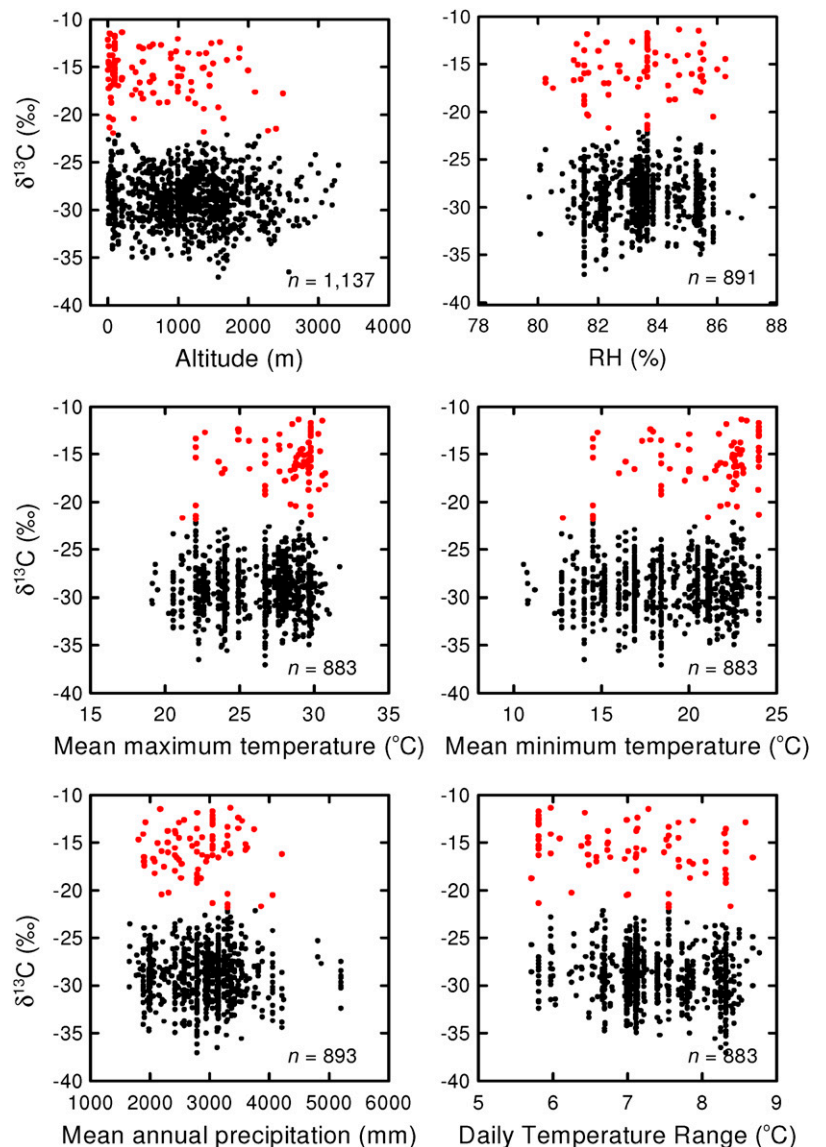 -10
-15
-20
-25
-30
-35
-40
δ¹³C (‰)
n = 1,137
0 1000 2000 3000 4000
Altitude (m)
-10
-15
-20
-25
-30
-35
-40
n = 891
78 80 82 84 86 88
RH (%)
-10
-15
-20
-25
-30
-35
-40
δ¹³C (‰)
n = 883
15 20 25 30 35
Mean maximum temperature (°C)
-10
-15
-20
-25
-30
-35
-40
n = 883
10 15 20 25
Mean minimum temperature (°C)
-10
-15
-20
-25
-30
-35
-40
δ¹³C (‰)
n = 893
1000 2000 3000 4000 5000 6000
Mean annual precipitation (mm)
-10
-15
-20
-25
-30
-35
-40
n = 883
5 6 7 8 9
Daily Temperature Range (°C)